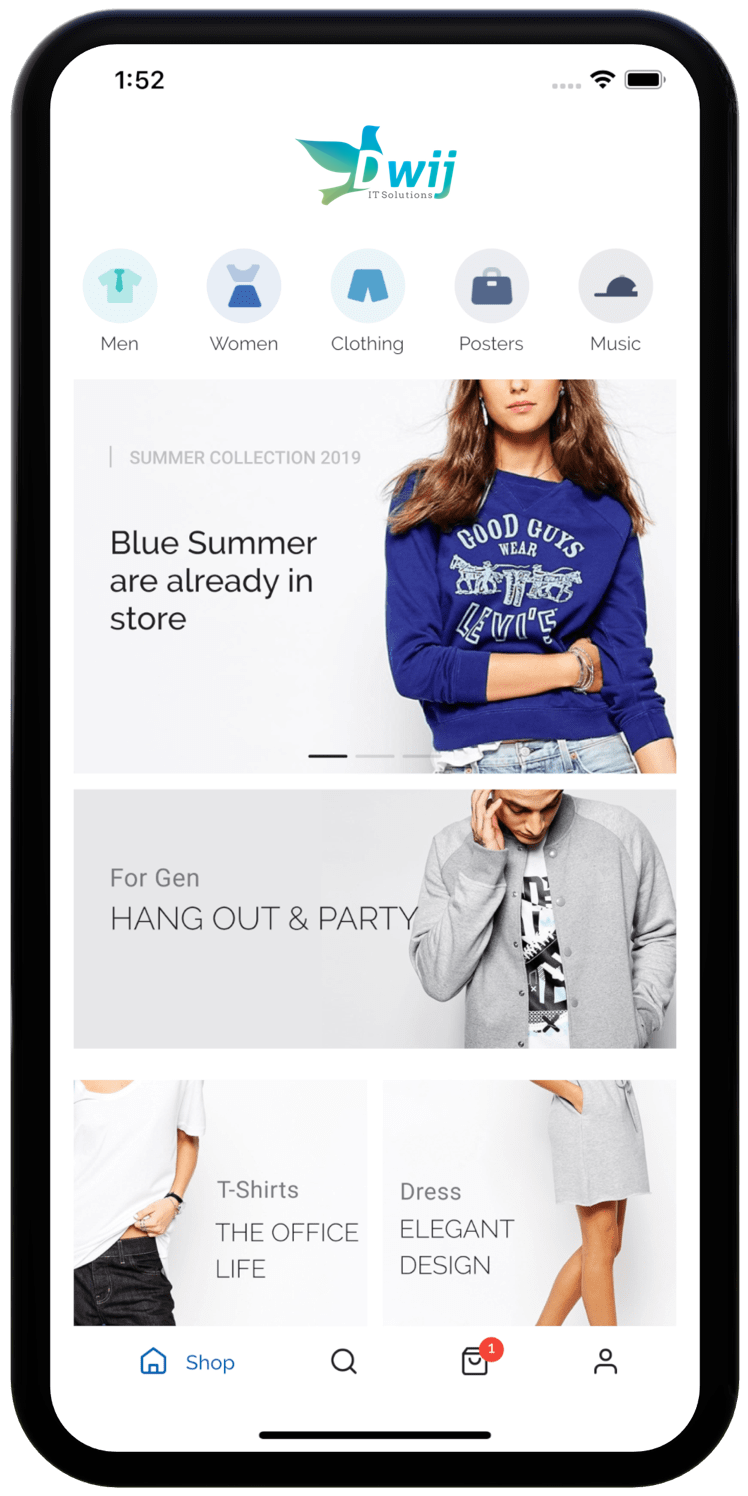 1:52
Dwij
IT Solutions
Men
Women
Clothing
Posters
Music
SUMMER COLLECTION 2019
Blue Summer
are already in
store
GOOD GUYS
WEAR
LEVI'S
For Gen
HANG OUT & PARTY
T-Shirts
THE OFFICE
LIFE
Dress
ELEGANT
DESIGN
Shop
1